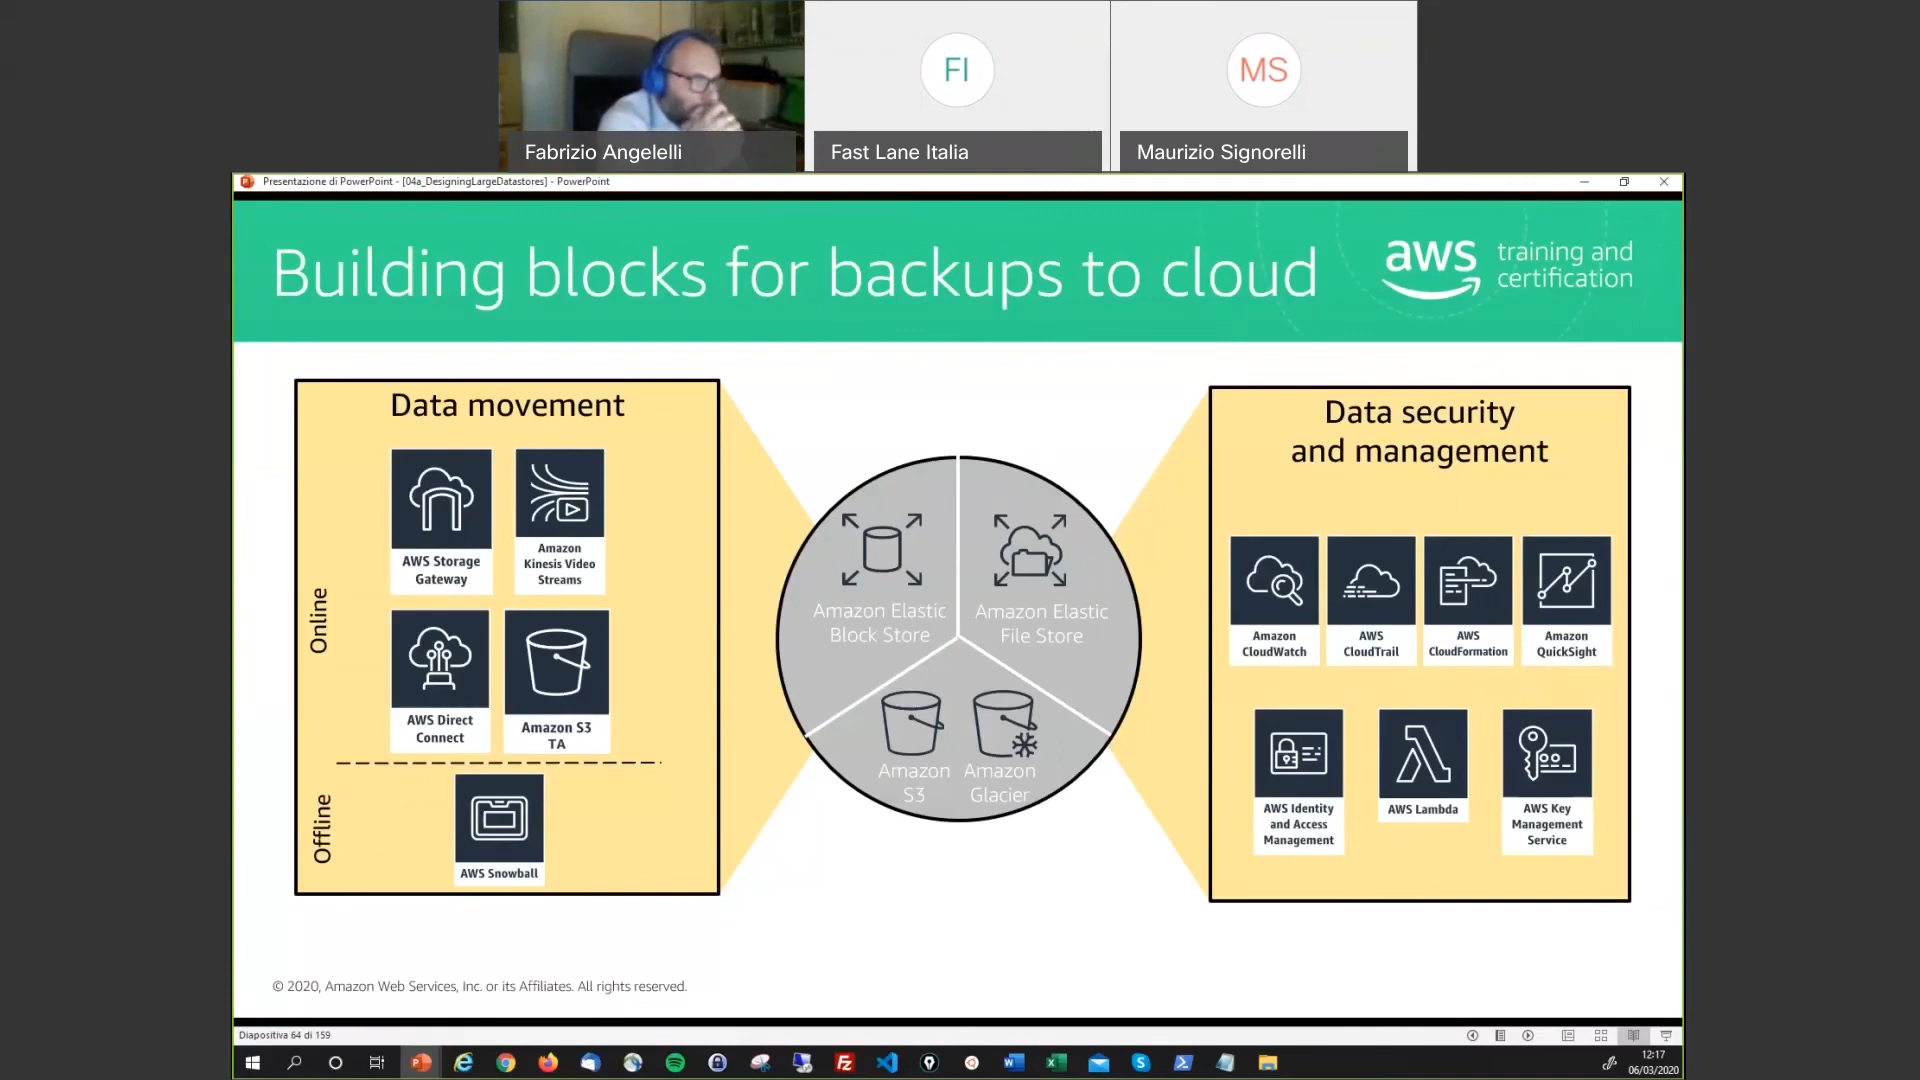 FI
MS
Fabrizio Angelelli
Fast Lane Italia
Maurizio Signorelli
Presentazione di PowerPoint - [04a_DesigningLargeDatastores] - PowerPoint
Building blocks for backups to cloud
aws
training and
certification
Data movement
Online
AWS Storage
Gateway
Amazon
Kinesis Video
Streams
AWS Direct
Connect
Amazon S3
TA
Offline
AWS Snowball
Amazon Elastic
Block Store
Amazon Elastic
File Store
Amazon
S3
Amazon
Glacier
Data security
and management
Amazon
CloudWatch
AWS
CloudTrail
AWS
CloudFormation
Amazon
QuickSight
AWS Identity
and Access
Management
AWS Lambda
AWS Key
Management
Service
© 2020, Amazon Web Services, Inc. or its Affiliates. All rights reserved.
Diapositiva 64 di 159
12:17
06/03/2020